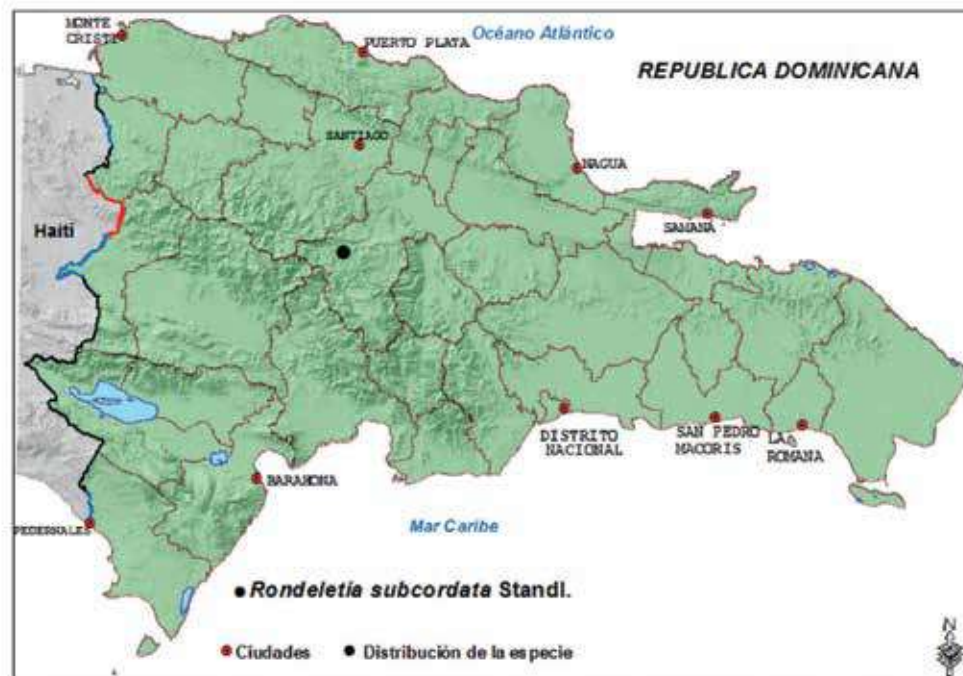 MONTE
CRISTI
PUERTO PLATA
Océano Atlántico
REPUBLICA DOMINICANA
SANTIAGO
NAGUA
SAMANA
Haití
DISTRITO
NACIONAL
SAN PEDRO
MACORIS
LA
ROMANA
BARAHONA
PEDERNALES
Mar Caribe
Rondeletia subcordata Standl.
Ciudades
Distribución de la especie
N